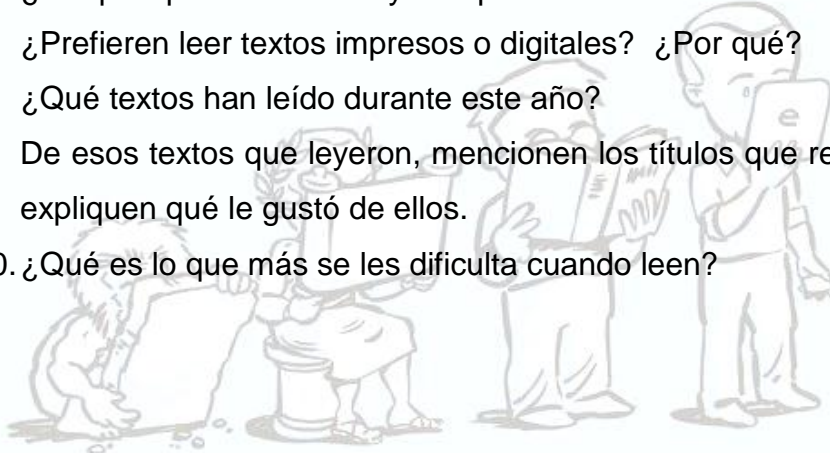 ¿Prefieren leer textos impresos o digitales? ¿Por qué?
¿Qué textos han leído durante este año?
De esos textos que leyeron, mencionen los títulos que
expliquen qué le gustó de ellos.
¿Qué es lo que más se les dificulta cuando leen?
e